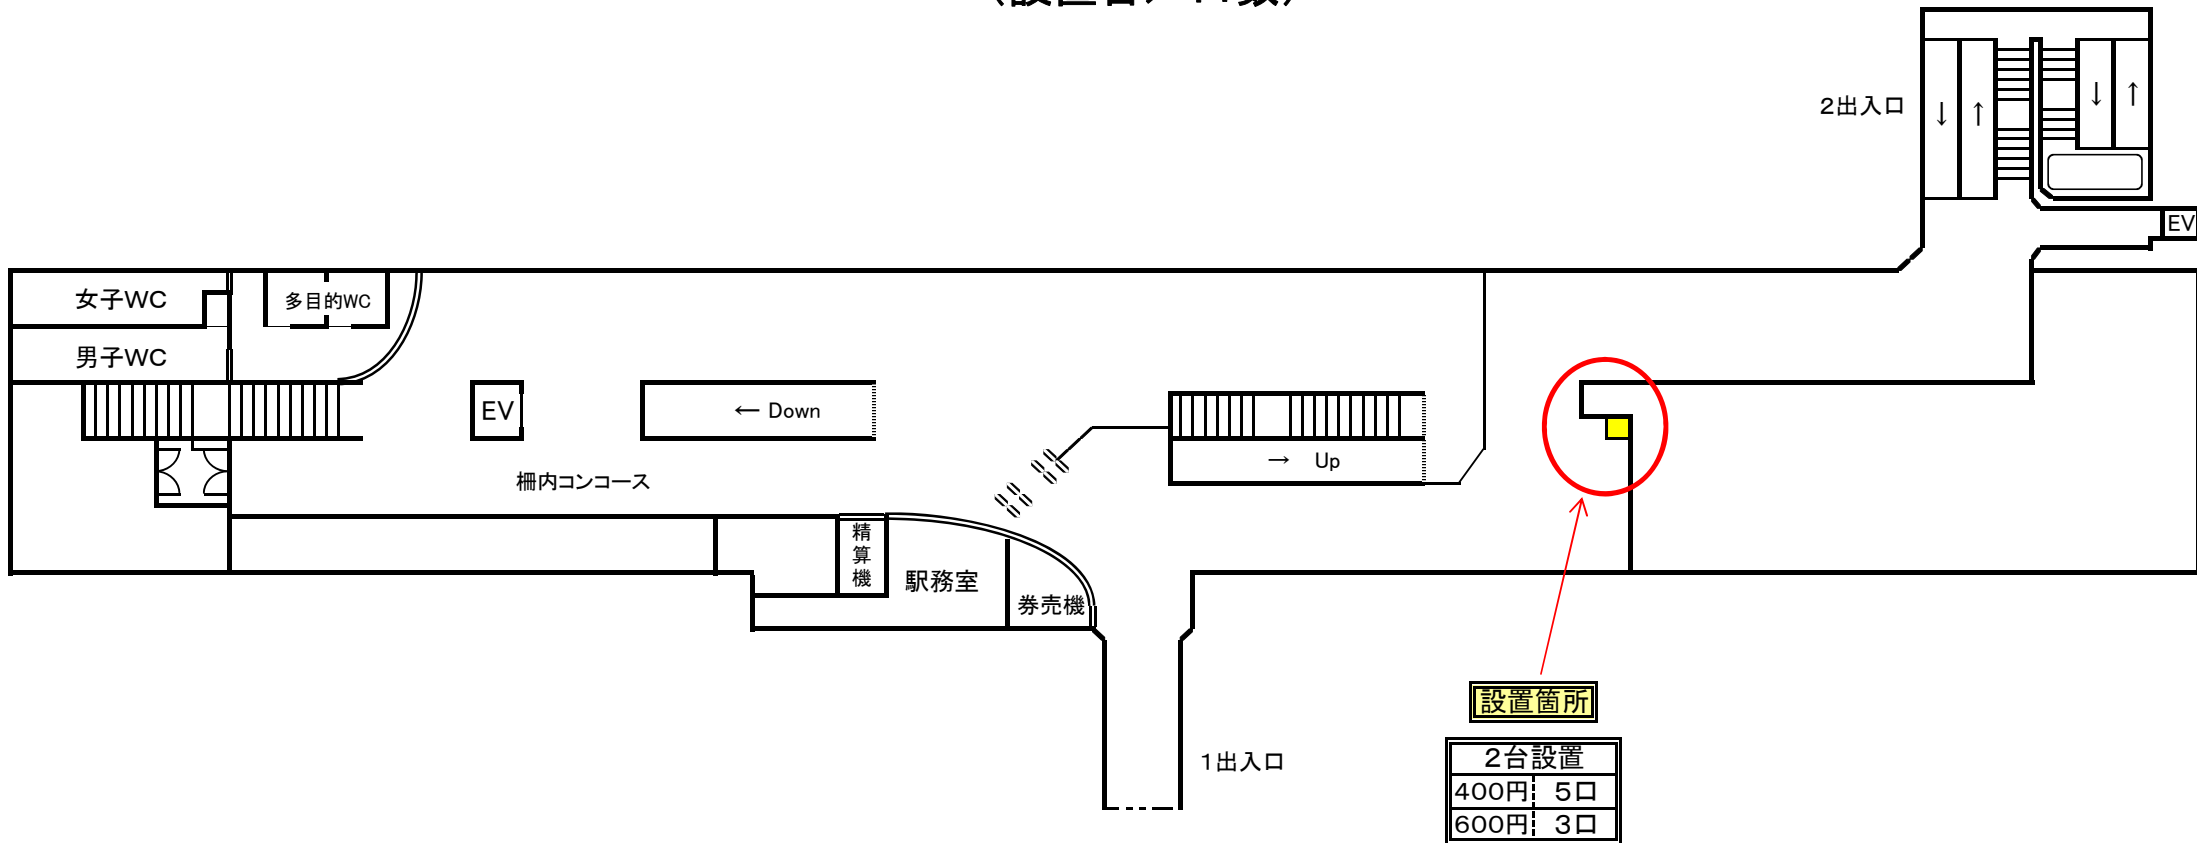 2出入口
↓ ↑ ↓ ↑
EV
女子WC
多目的WC
男子WC
EV
← Down
→ Up
柵内コンコース
精算機
駅務室
券売機
設置箇所
1出入口
2台設置
400円 5口
600円 3口